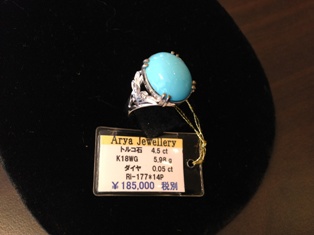 Arya Jewellery
トルコ石 4.5 ct
K18WG 5.98 g
ダイヤ 0.05 ct
Ri-177#14P
¥185,000 税別